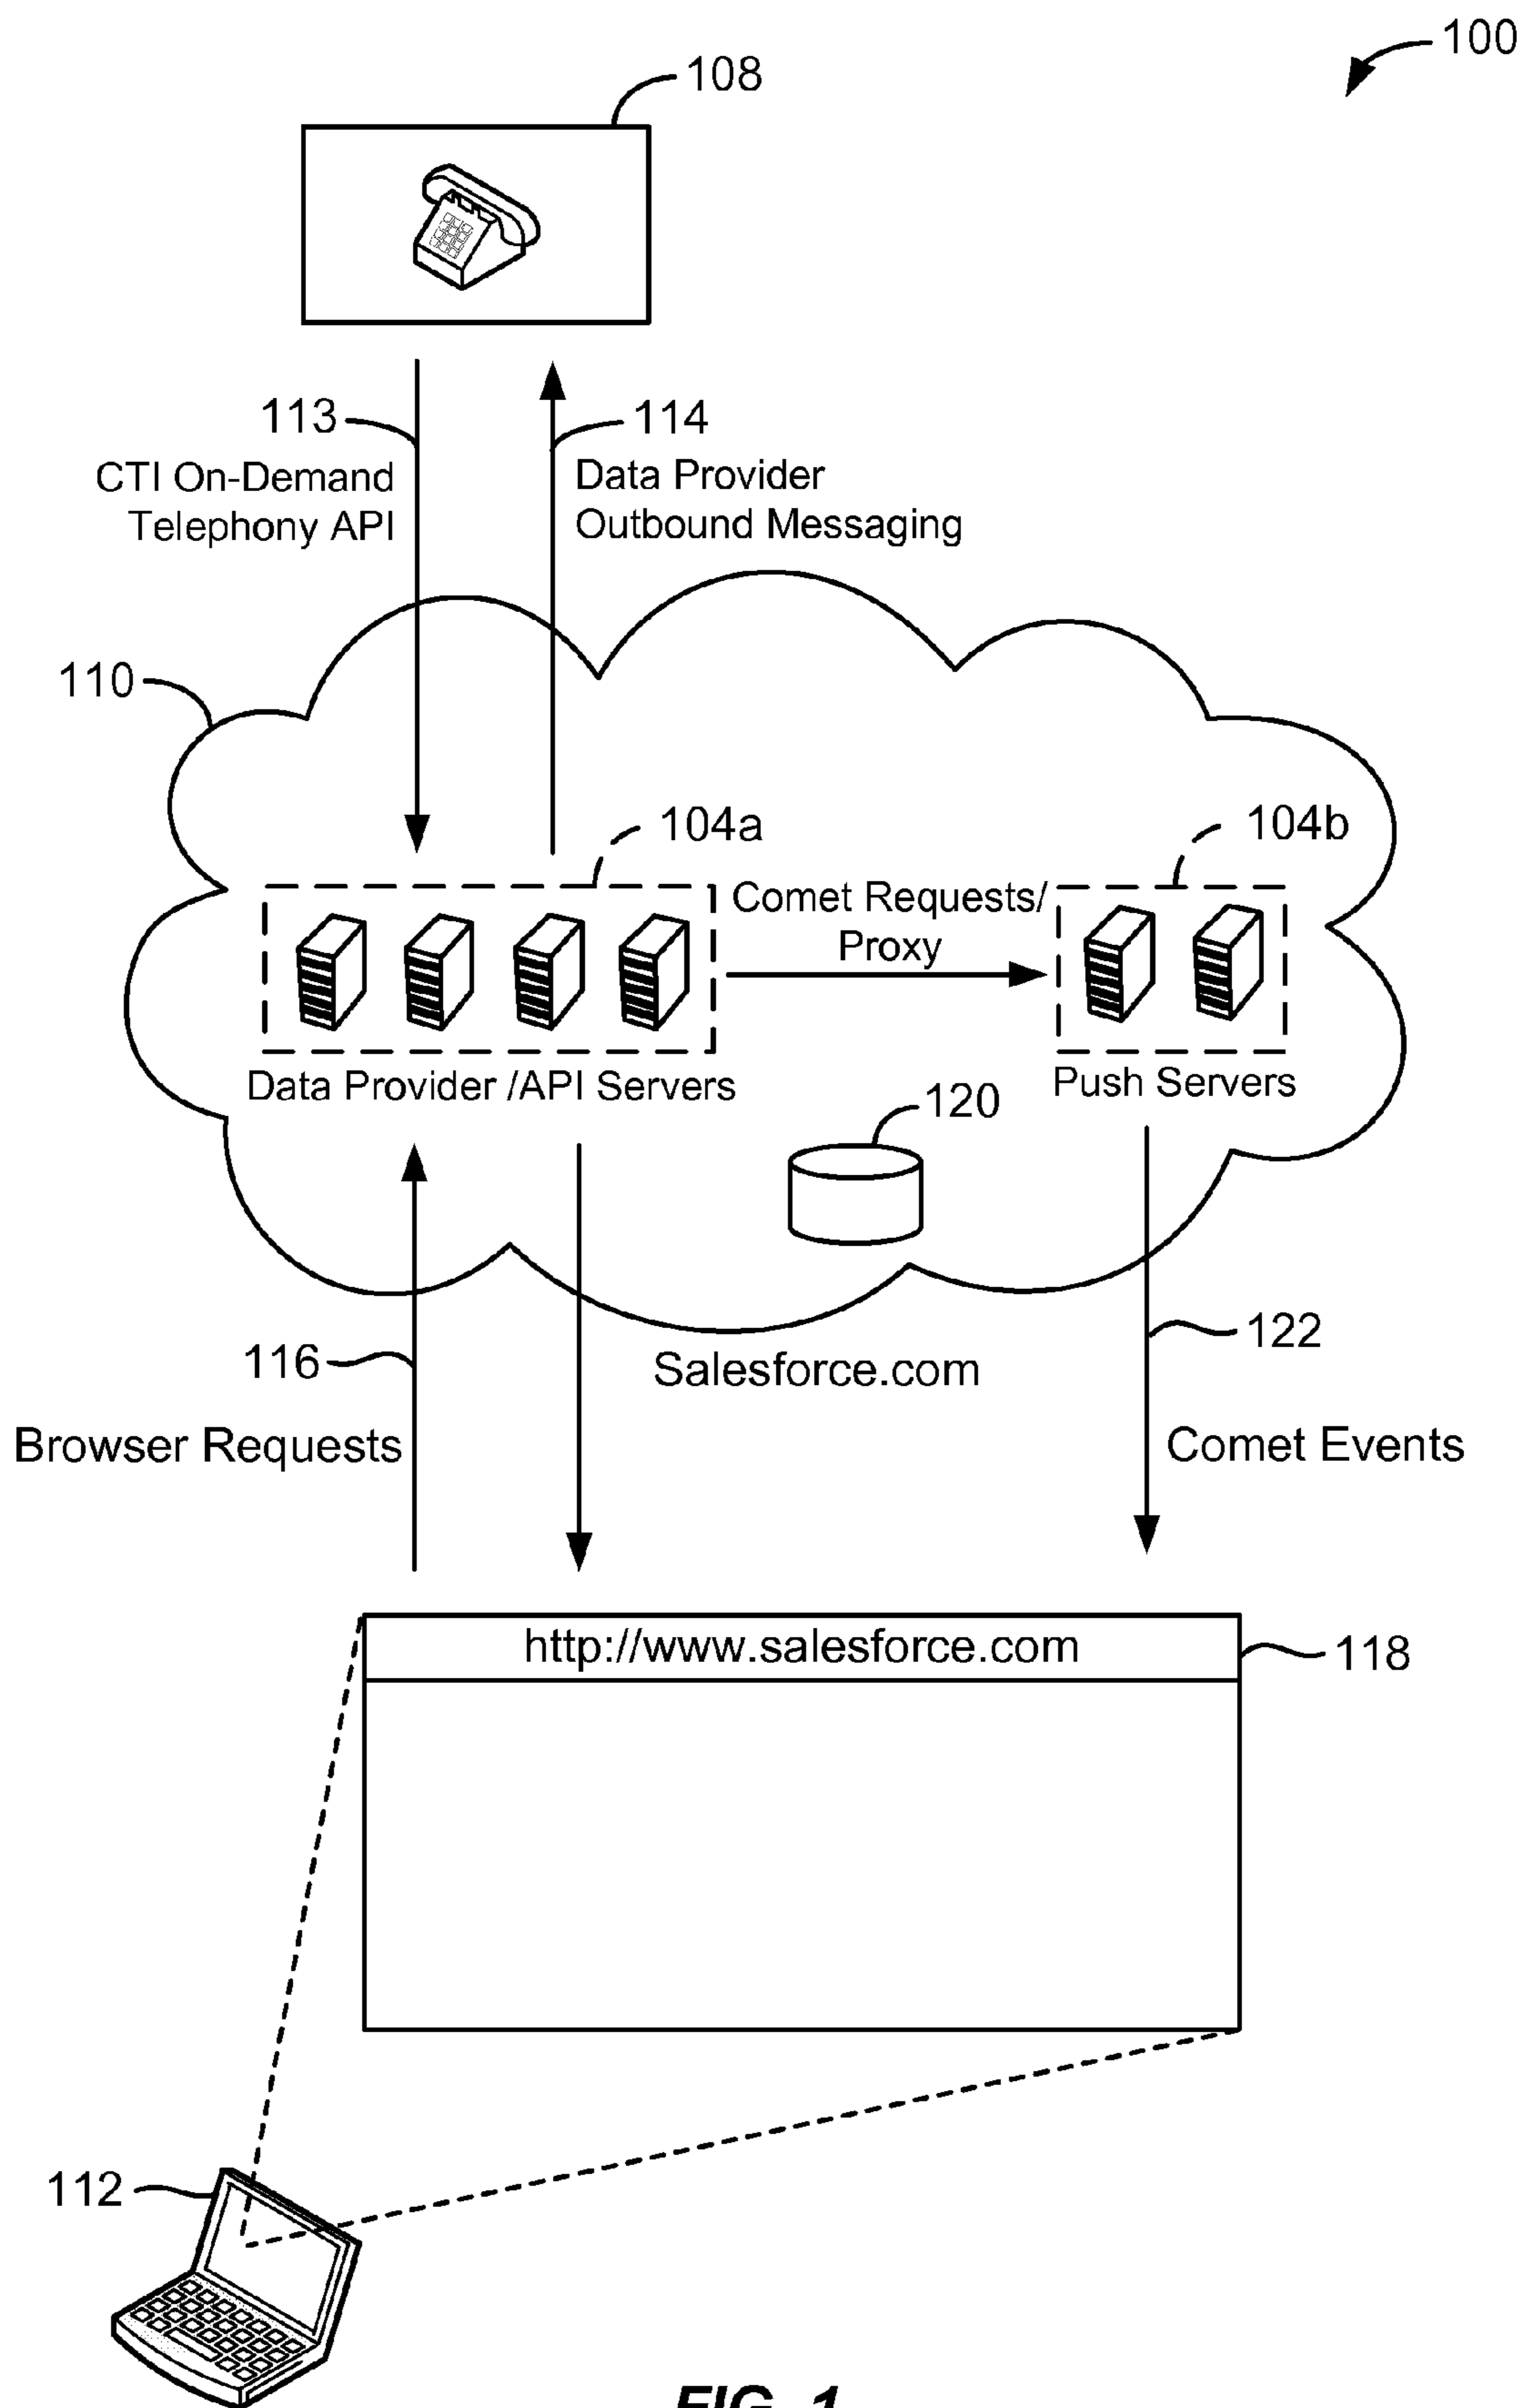 100
108
113
CTI On-Demand
Telephony API
114
Data Provider
Outbound Messaging
110
104a
104b
Comet Requests/
Proxy
Data Provider /API Servers
Push Servers
120
116
Browser Requests
Salesforce.com
122
Comet Events
http://www.salesforce.com
118
112
FIG. 1